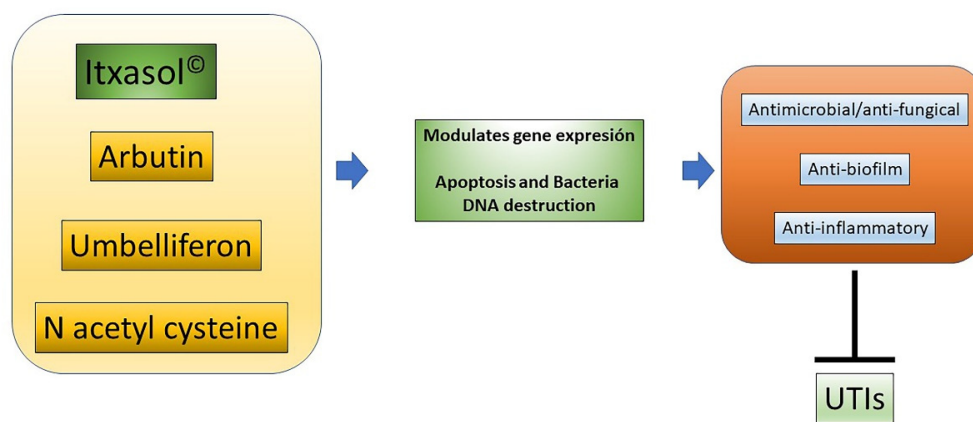 Itxasol©
Arbutin
Umbelliferon
N acetyl cysteine
Modulates gene expresión
Apoptosis and Bacteria
DNA destruction
Antimicrobial/anti-fungical
Anti-biofilm
Anti-inflammatory
UTIs